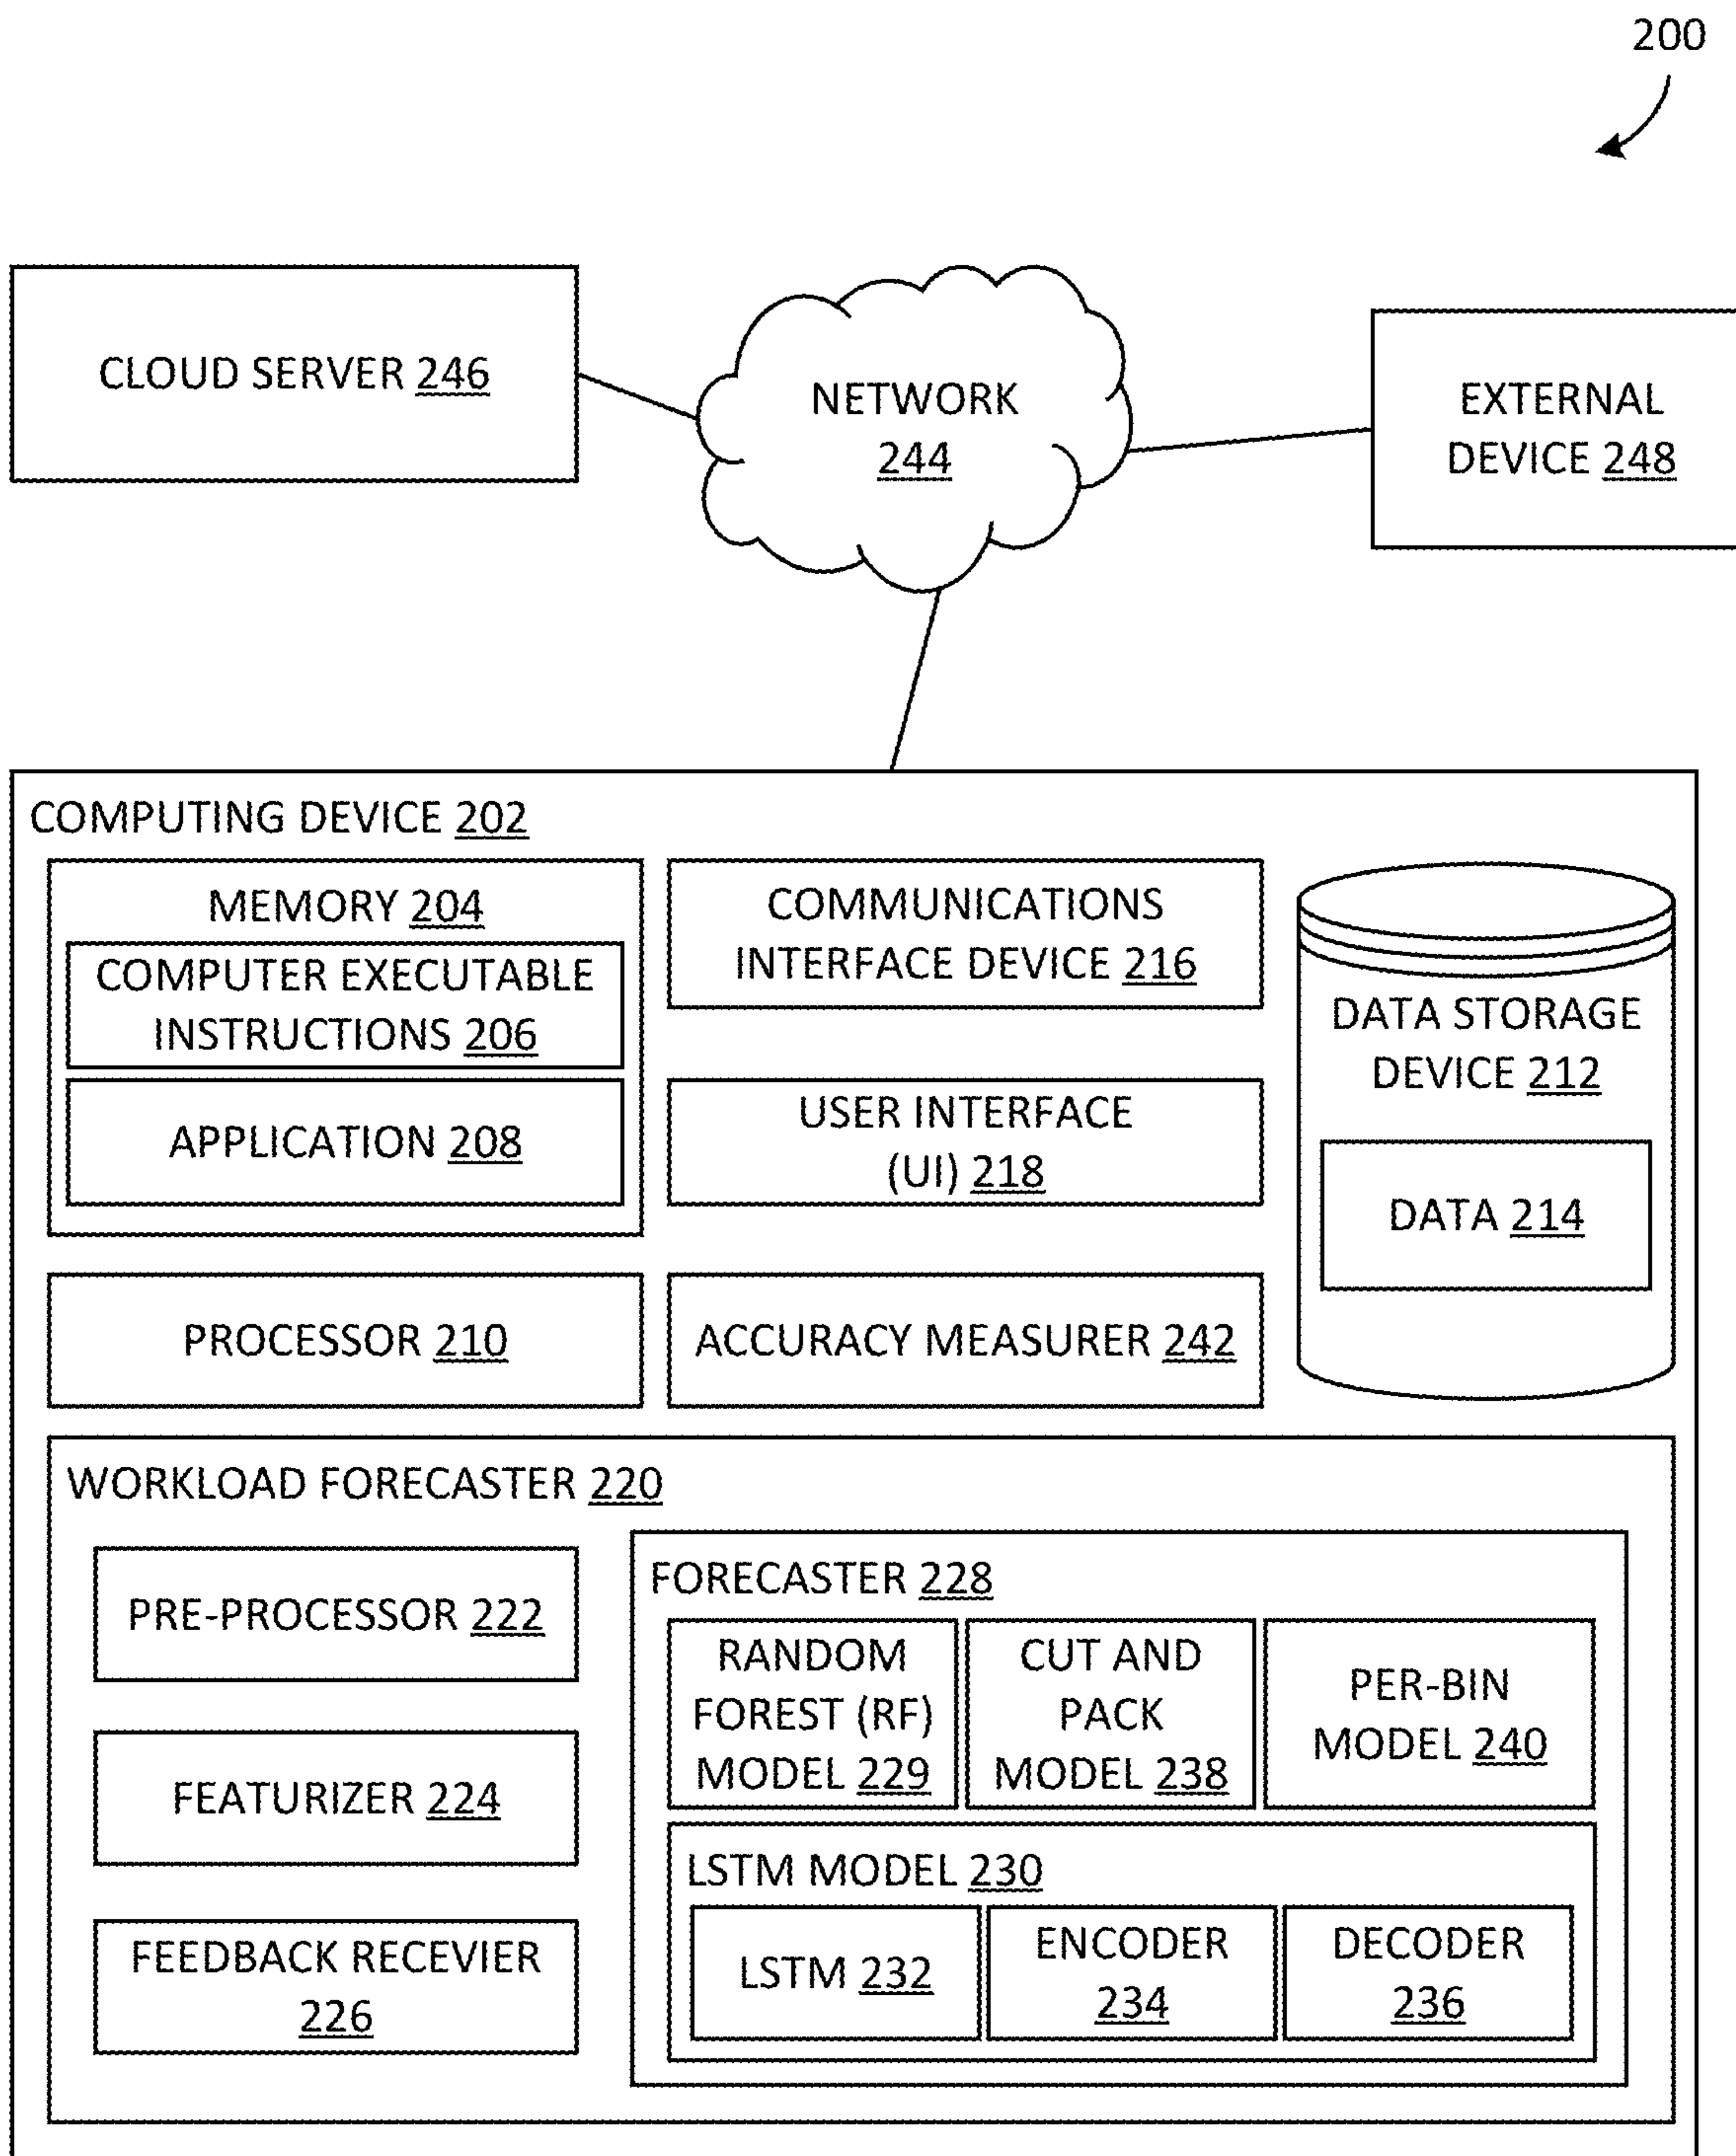 200
CLOUD SERVER 246
NETWORK
244
EXTERNAL
DEVICE 248
COMPUTING DEVICE 202
MEMORY 204
COMPUTER EXECUTABLE
INSTRUCTIONS 206
APPLICATION 208
COMMUNICATIONS
INTERFACE DEVICE 216
USER INTERFACE
(UI) 218
DATA STORAGE
DEVICE 212
DATA 214
PROCESSOR 210
ACCURACY MEASURER 242
WORKLOAD FORECASTER 220
PRE-PROCESSOR 222
FEATURIZER 224
FEEDBACK RECEVIER
226
FORECASTER 228
RANDOM
FOREST (RF)
MODEL 229
CUT AND
PACK
MODEL 238
PER-BIN
MODEL 240
LSTM MODEL 230
LSTM 232
ENCODER
234
DECODER
236